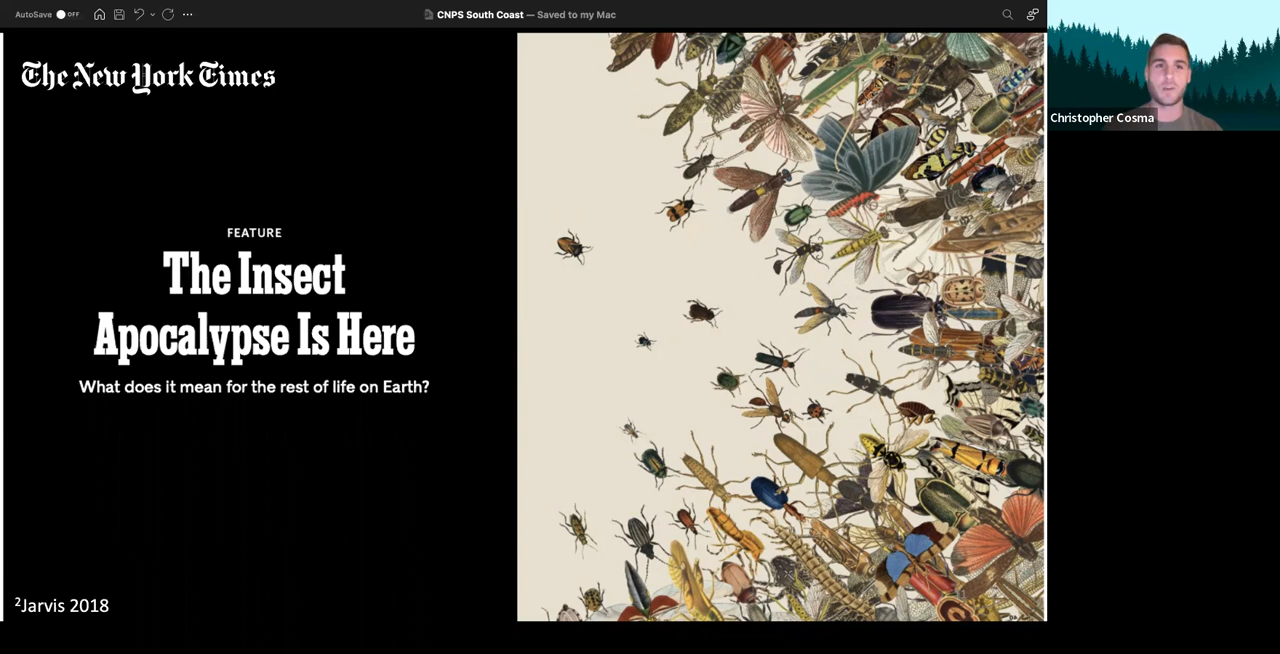 AutoSave OFF
CNPS South Coast — Saved to my Mac
The New York Times
FEATURE
The Insect
Apocalypse Is Here
What does it mean for the rest of life on Earth?
²Jarvis 2018
Christopher Cosma